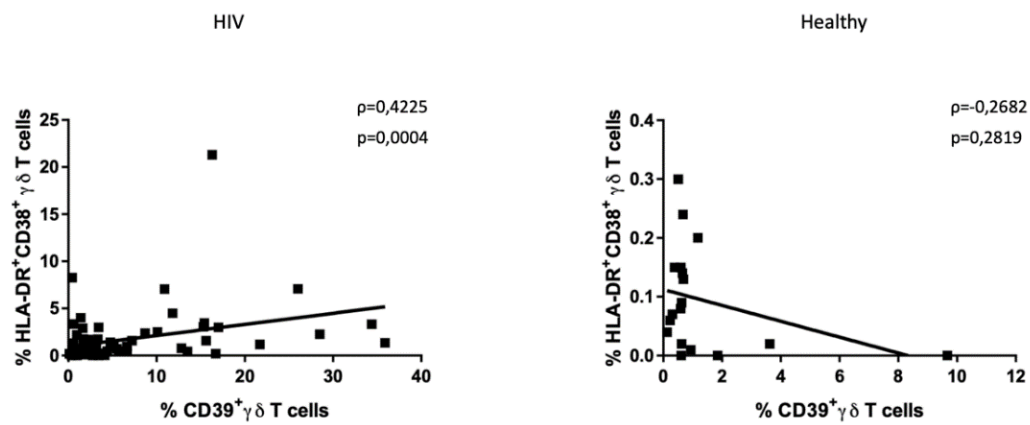 HIV
ρ=0,4225
p=0,0004
% HLA-DR⁺CD38⁺ γδ T cells
25
20
15
10
5
0
0 10 20 30 40
% CD39⁺ γδ T cells
Healthy
ρ=-0,2682
p=0,2819
% HLA-DR⁺CD38⁺ γδ T cells
0.4
0.3
0.2
0.1
0.0
0 2 4 6 8 10 12
% CD39⁺ γδ T cells